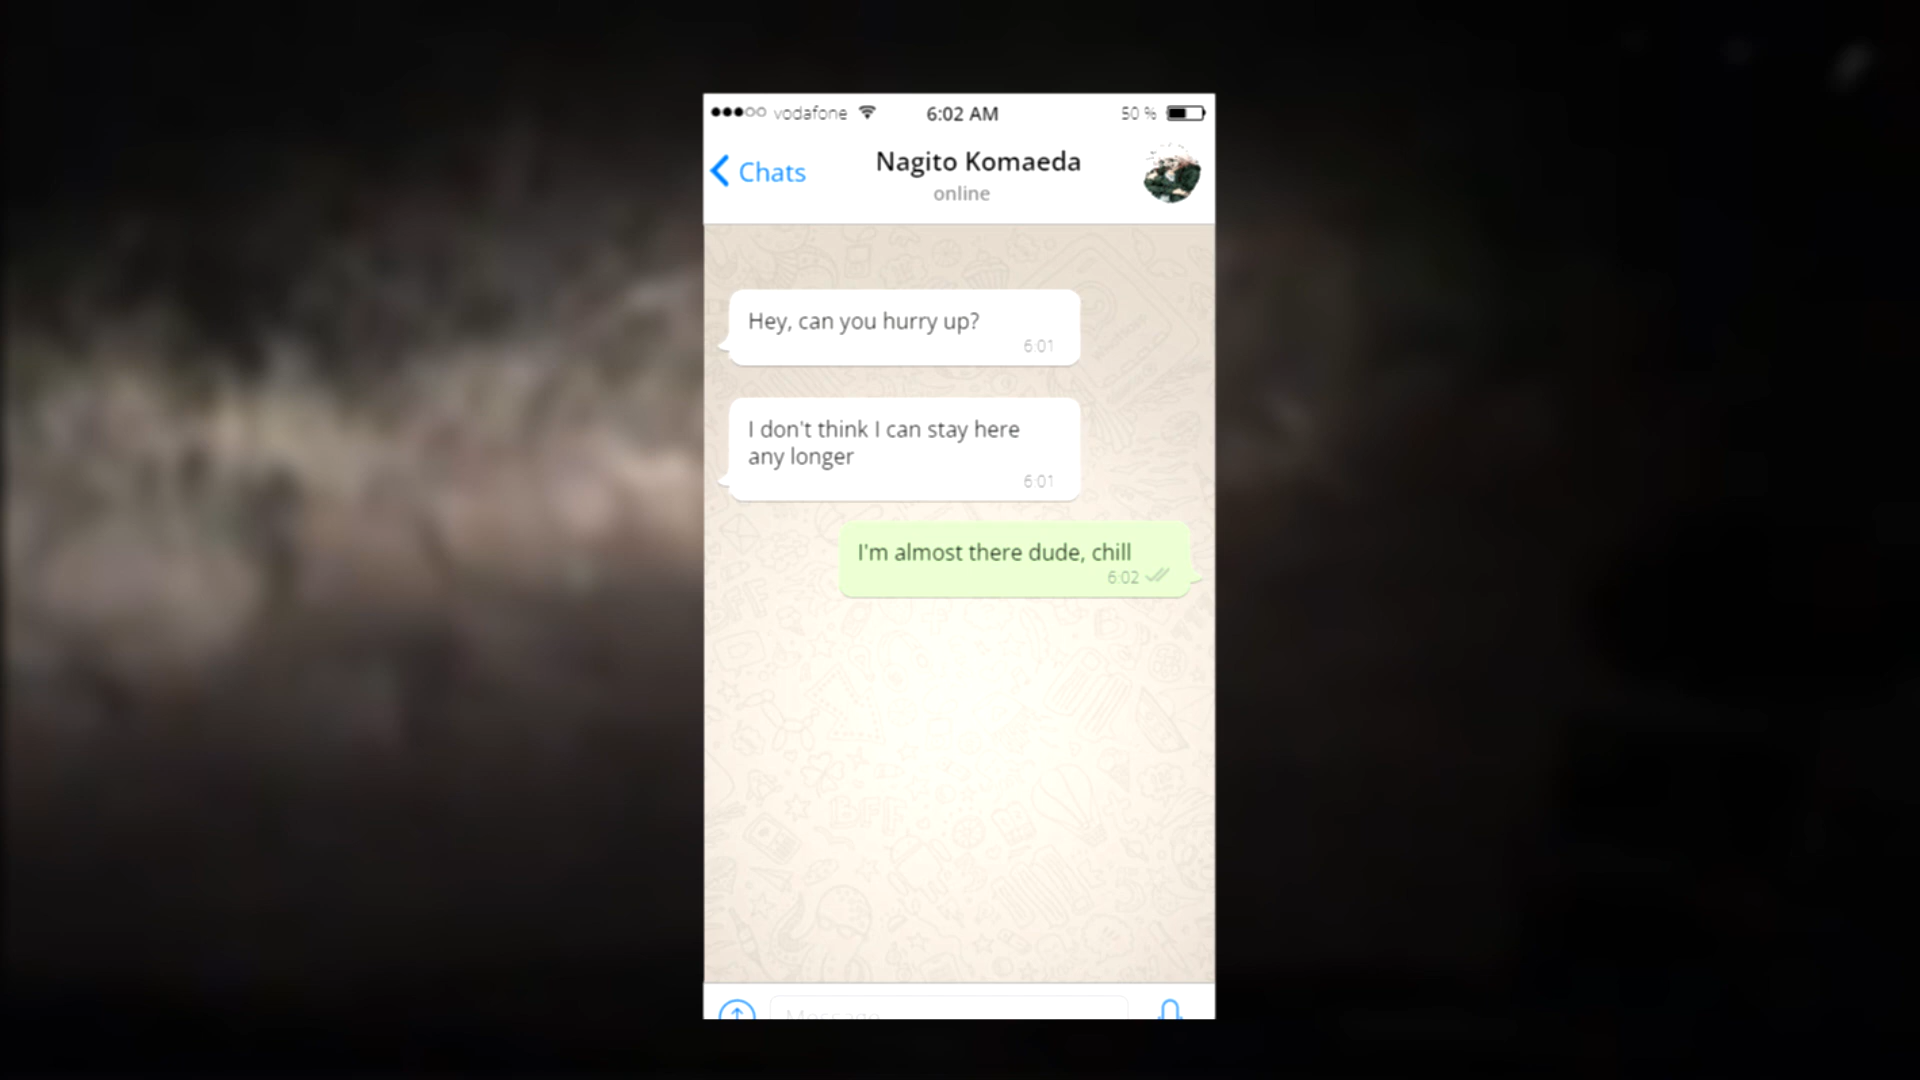 vodafone 6:02 AM 50 %
Chats
Nagito Komaeda
online
Hey, can you hurry up?
6:01
I don't think I can stay here
any longer
6:01
I'm almost there dude, chill
6:02
Message